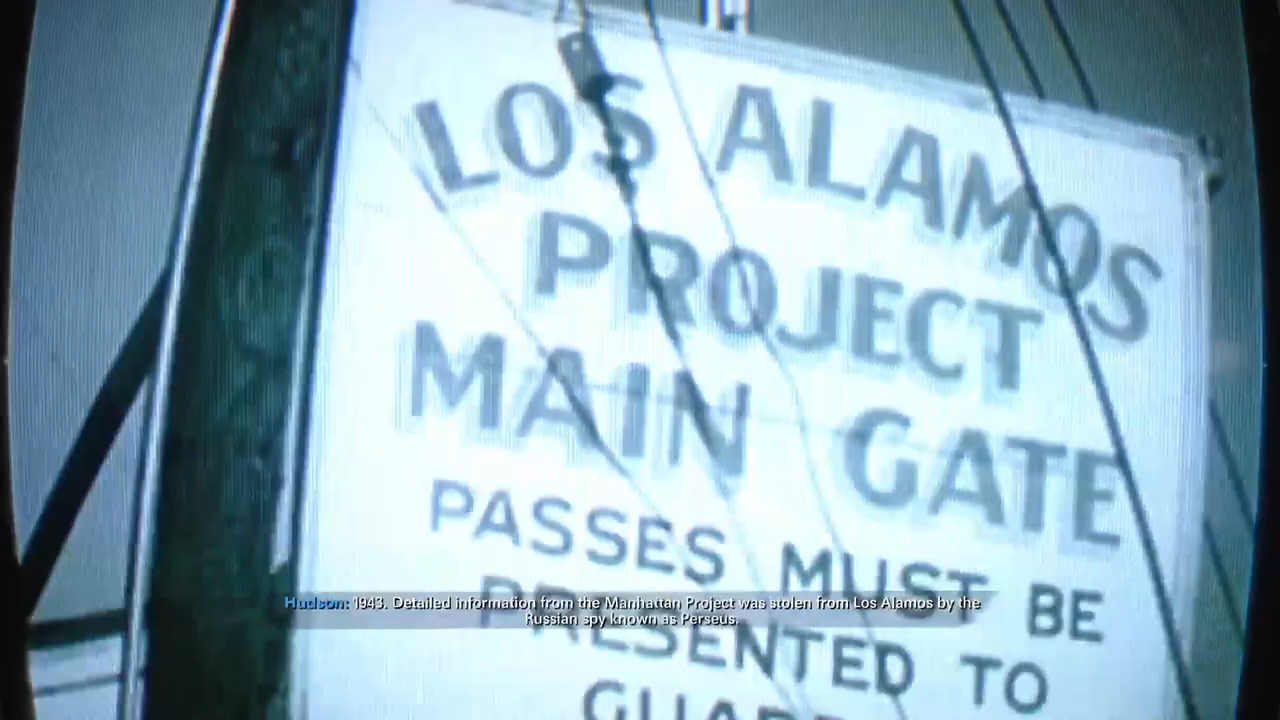 LOS ALAMOS
PROJECT
MAIN GATE
PASSES MUST BE
PRESENTED TO
Hudson: 1943. Detailed information from the Manhattan Project was stolen from Los Alamos by the
Russian spy known as Perseus.